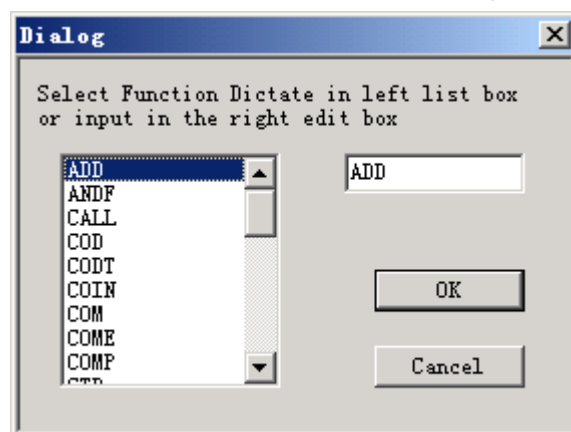 Dialog
Select Function Dictate in left list box
or input in the right edit box
ADD
ANDF
CALL
COD
CODT
COIN
COM
COME
COMP
ADD
OK
Cancel